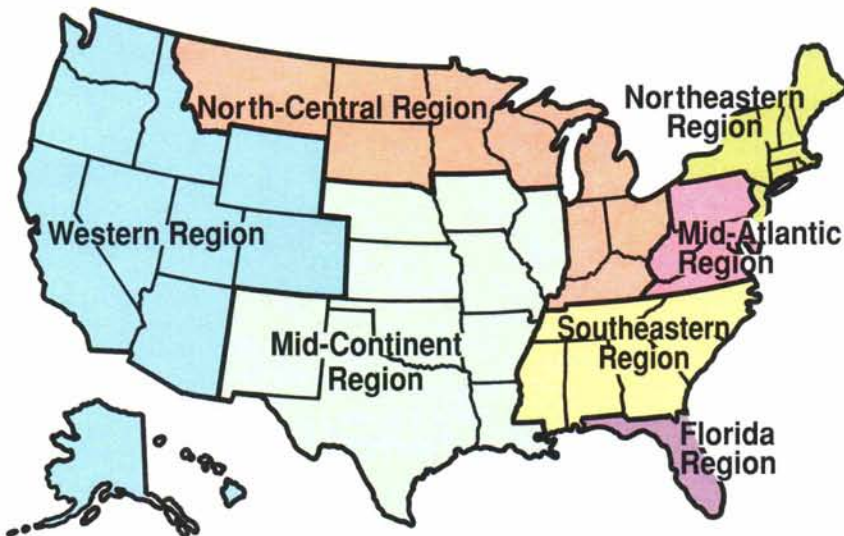 North-Central Region
Northeastern
Region
Western Region
Mid-Atlantic
Region
Mid-Continent
Region
Southeastern
Region
Florida
Region